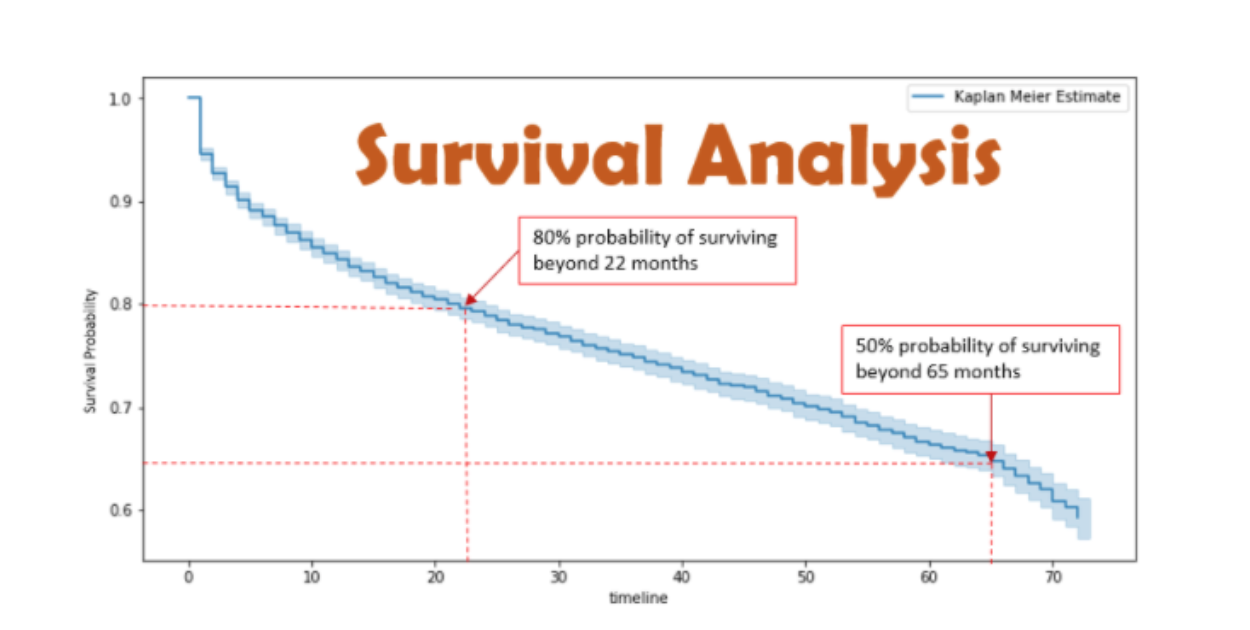 Kaplan Meier Estimate
Survival Analysis
80% probability of surviving
beyond 22 months
50% probability of surviving
beyond 65 months
Survival Probability
1.0
0.9
0.8
0.7
0.6
0
10
20
30
40
50
60
70
timeline